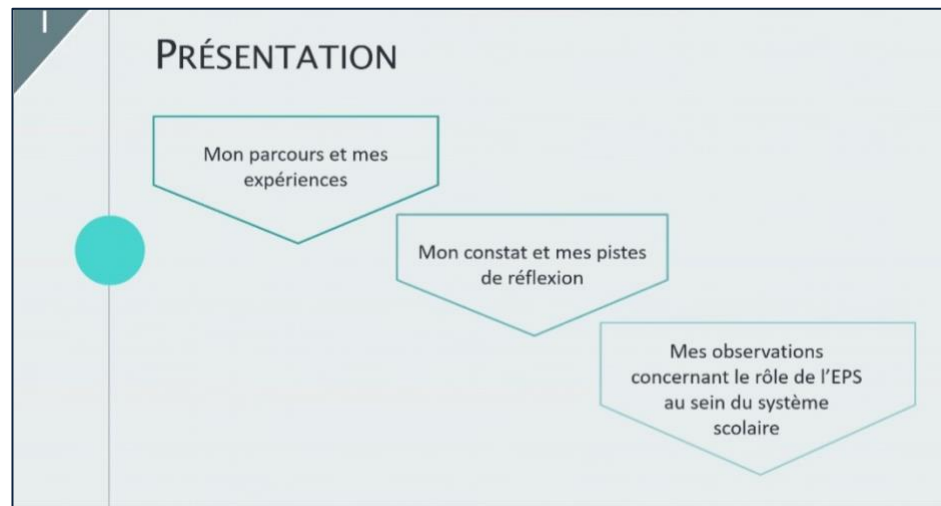 PRÉSENTATION
Mon parcours et mes
expériences
Mon constat et mes pistes
de réflexion
Mes observations
concernant le rôle de l'EPS
au sein du système
scolaire